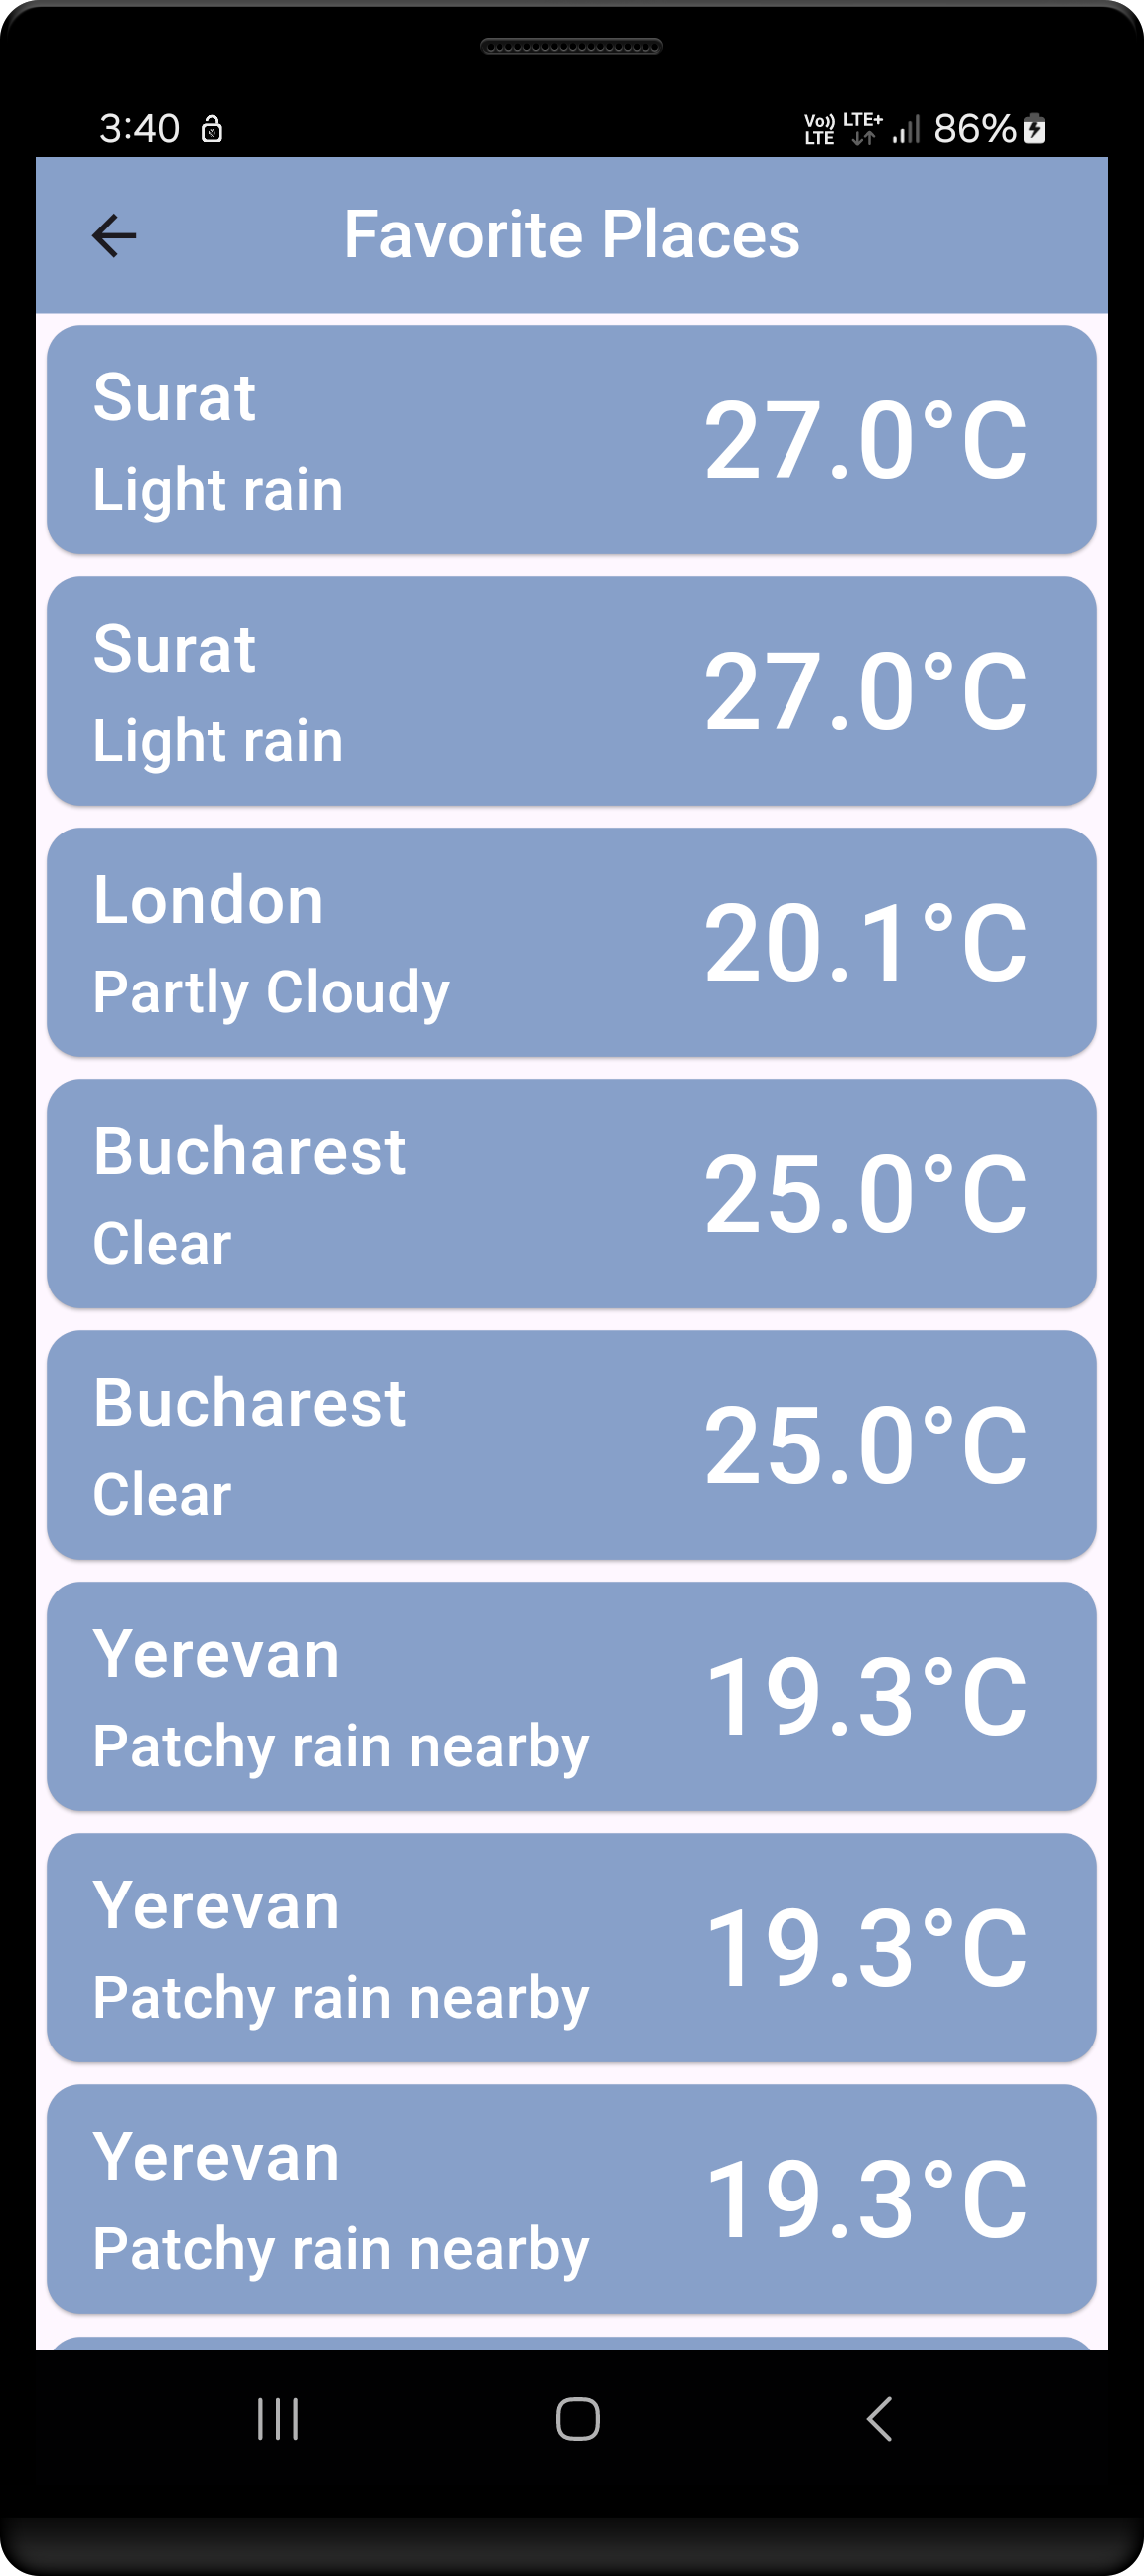 3:40 Vo)) LTE LTE+ 86%
Favorite Places
Surat
Light rain
27.0°C
Surat
Light rain
27.0°C
London
Partly Cloudy
20.1°C
Bucharest
Clear
25.0°C
Bucharest
Clear
25.0°C
Yerevan
Patchy rain nearby
19.3°C
Yerevan
Patchy rain nearby
19.3°C
Yerevan
Patchy rain nearby
19.3°C